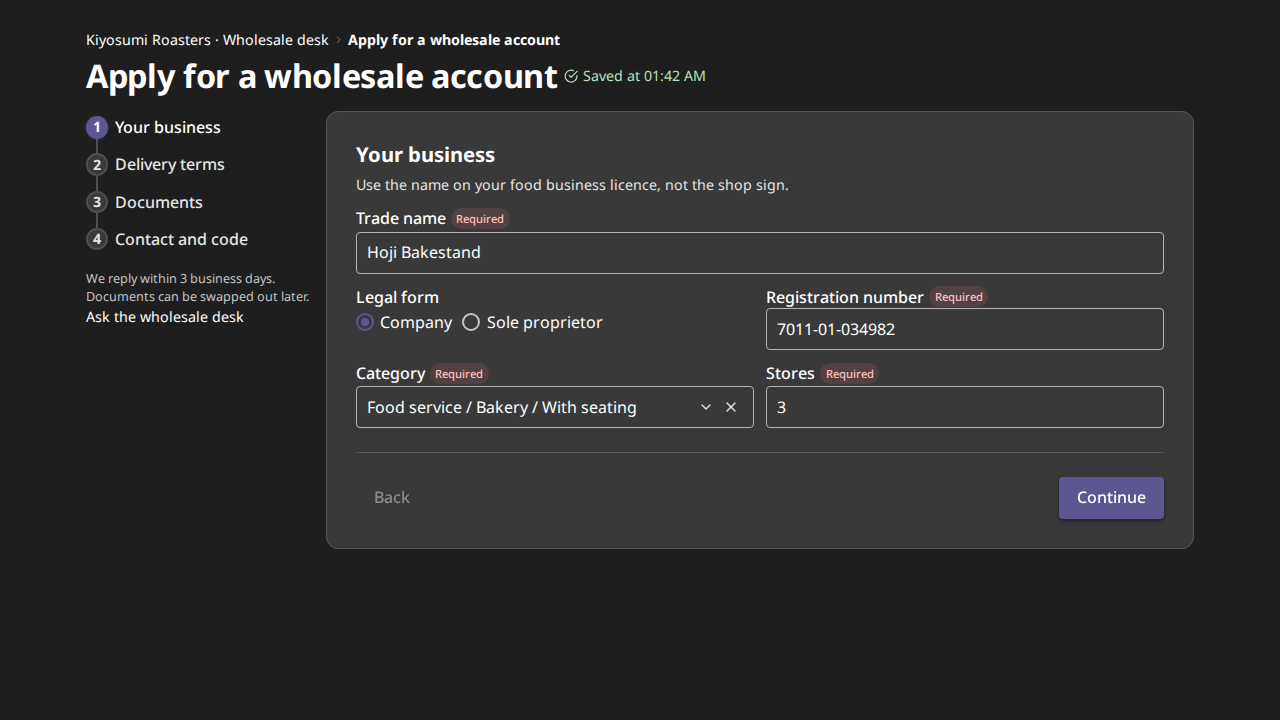 Kiyosumi Roasters · Wholesale desk › Apply for a wholesale account
Apply for a wholesale account Saved at 01:42 AM
1 Your business
2 Delivery terms
3 Documents
4 Contact and code
We reply within 3 business days.
Documents can be swapped out later.
Ask the wholesale desk
Your business
Use the name on your food business licence, not the shop sign.
Trade name Required
Hoji Bakestand
Legal form
Company Sole proprietor
Registration number Required
7011-01-034982
Category Required
Food service / Bakery / With seating
Stores Required
3
Back
Continue